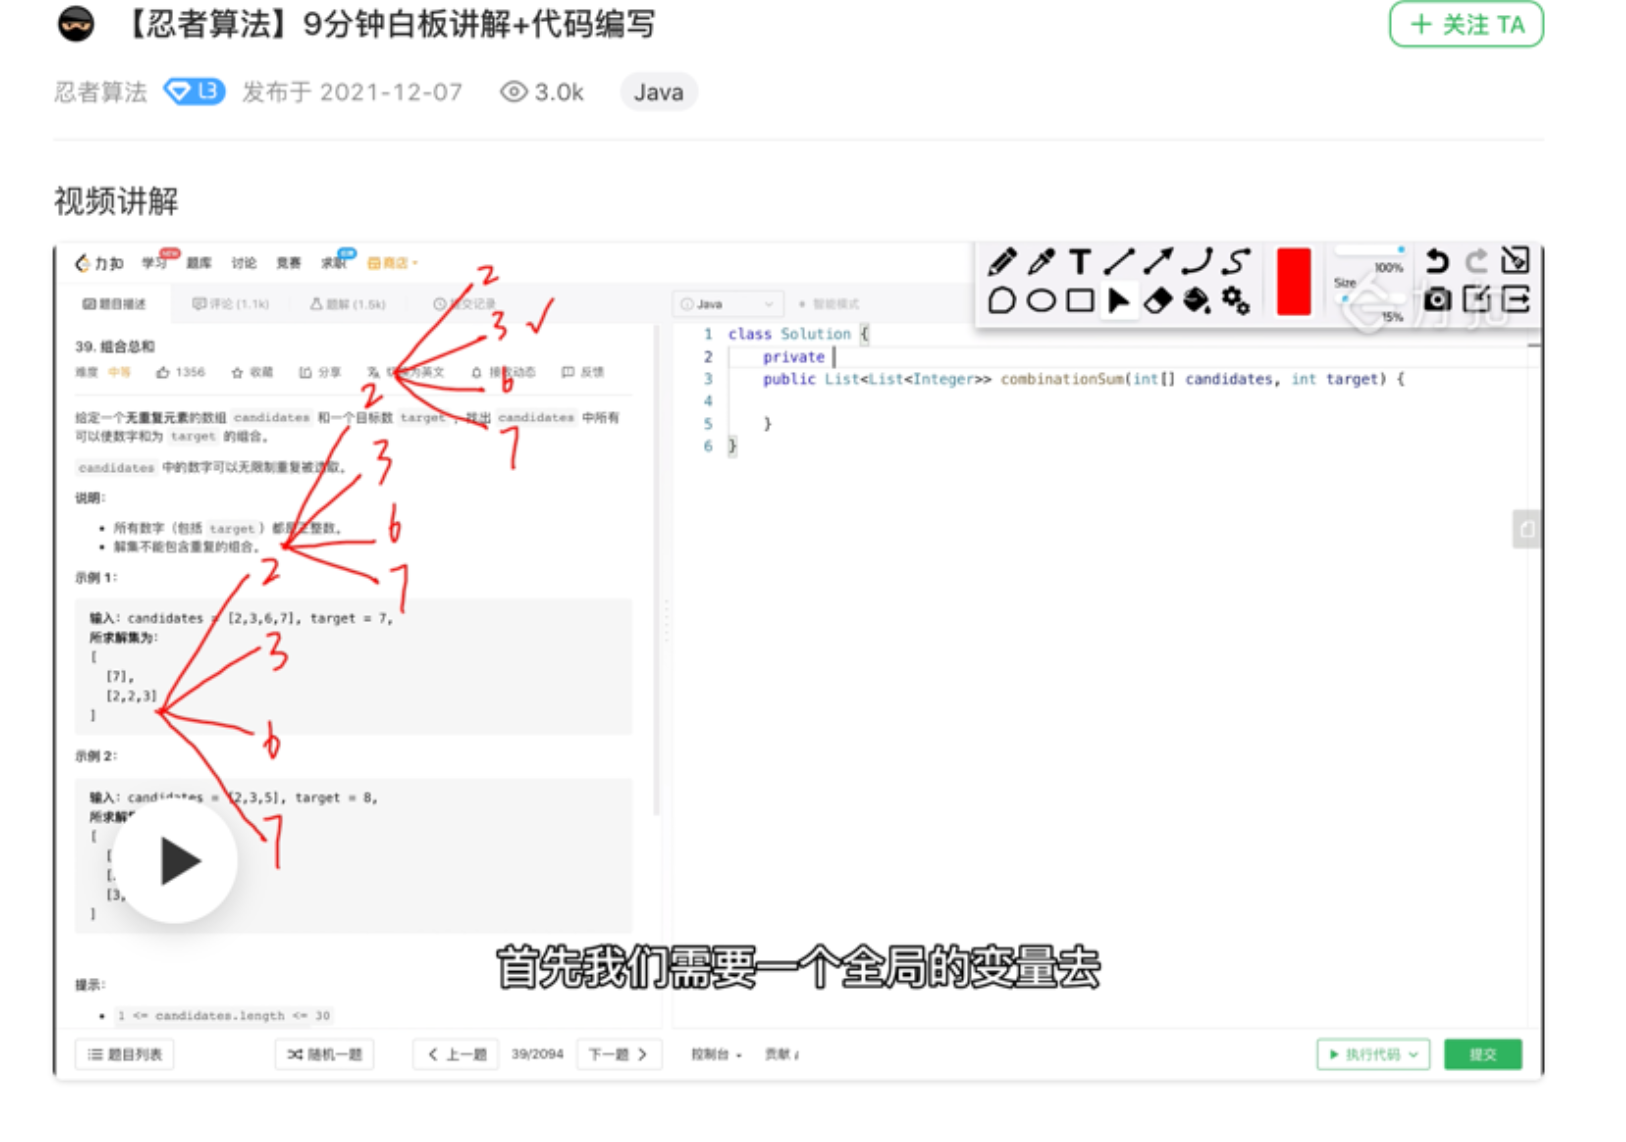 【忍者算法】9分钟白板讲解+代码编写
+ 关注 TA
忍者算法 L3 发布于 2021-12-07 3.0k Java
视频讲解
力扣 学习 NEW 题库 讨论 竞赛 求职 商店
100%
Size
15%
力扣
题目描述 评论 (1.1k) 题解 (1.5k) 提交记录
Java 智能模式
39. 组合总和
难度 中等 1356 收藏 分享 切换为英文 接收动态 反馈
给定一个无重复元素的数组 candidates 和一个目标数 target ，找出 candidates 中所有
可以使数字和为 target 的组合。
candidates 中的数字可以无限制重复被选取。
说明：
所有数字（包括 target）都是正整数。
解集不能包含重复的组合。
示例 1：
输入：candidates = [2,3,6,7], target = 7,
所求解集为：
[
[7],
[2,2,3]
]
示例 2：
输入：candidates = [2,3,5], target = 8,
所求解
[
[
[
[3,
]
提示：
1 <= candidates.length <= 30
2
3
6
7
2
3
6
7
2
3
6
7
1 class Solution {
2 private
3 public List<List<Integer>> combinationSum(int[] candidates, int target) {
4
5 }
6 }
首先我们需要一个全局的变量去
题目列表 随机一题 上一题 39/2094 下一题 控制台 贡献 执行代码 提交